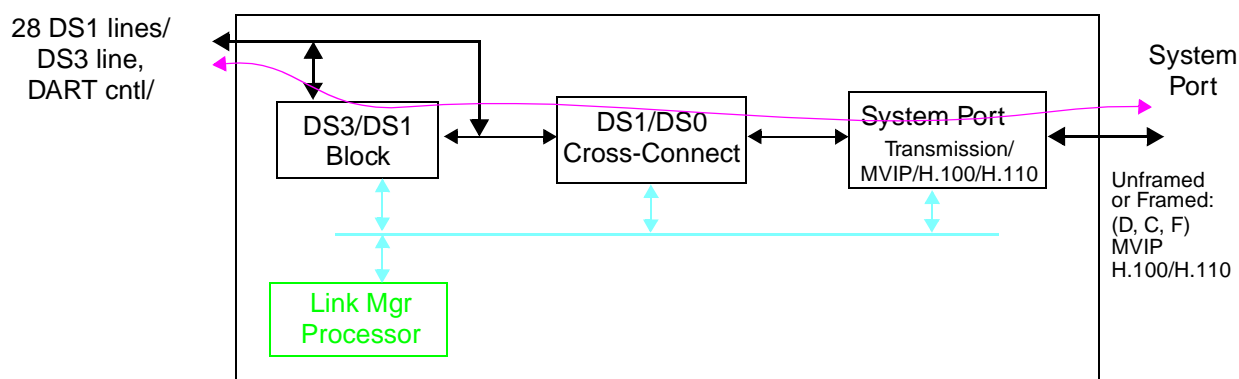 28 DS1 lines/
DS3 line,
DART cntl/
DS3/DS1
Block
DS1/DS0
Cross-Connect
System Port
Transmission/
MVIP/H.100/H.110
System
Port
Unframed
or Framed:
(D, C, F)
MVIP
H.100/H.110
Link Mgr
Processor